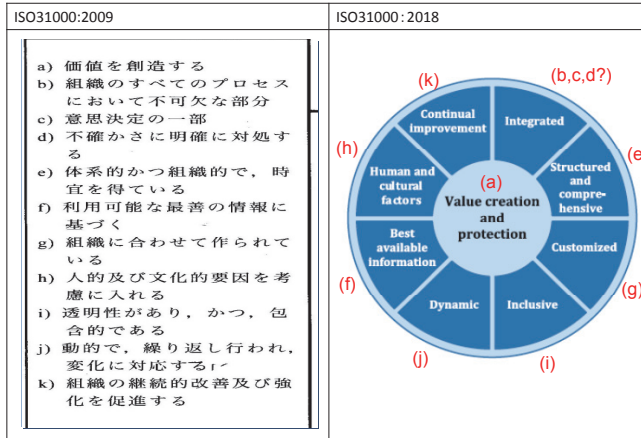 ISO31000:2009
ISO31000:2018
a) 価値を創造する
b) 組織のすべてのプロセス
において不可欠な部分
c) 意思決定の一部
d) 不確かさに明確に対処す
る
e) 体系的かつ組織的で，時
宜を得ている
f) 利用可能な最善の情報に
基づく
g) 組織に合わせて作られて
いる
h) 人的及び文化的要因を考
慮に入れる
i) 透明性があり，かつ，包
含的である
j) 動的で，繰り返し行われ，
変化に対応する
k) 組織の継続的改善及び強
化を促進する
(k)
(b,c,d?)
Continual
improvement
Integrated
(h)
(e)
Human and
cultural
factors
(a)
Value creation
and
protection
Structured
and
compre-
hensive
Best
available
information
Customized
(f)
(g)
Dynamic
Inclusive
(j)
(i)